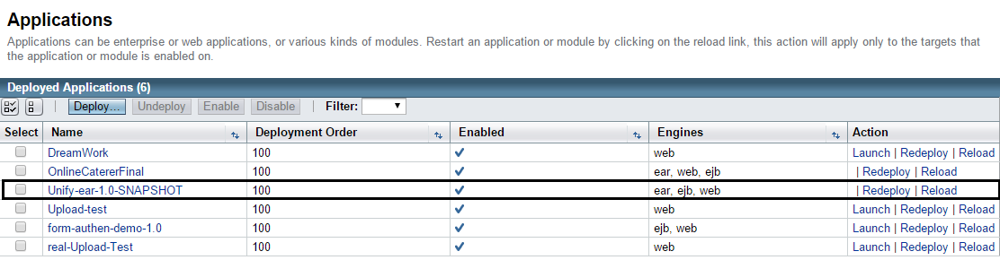 Applications
Applications can be enterprise or web applications, or various kinds of modules. Restart an application or module by clicking on the reload link, this action will apply only to the targets that
the application or module is enabled on.
Deployed Applications (6)
Deploy... Undeploy Enable Disable Filter:
Select Name Deployment Order Enabled Engines Action
DreamWork 100 web Launch | Redeploy | Reload
OnlineCatererFinal 100 ear, web, ejb | Redeploy | Reload
Unify-ear-1.0-SNAPSHOT 100 ear, ejb, web | Redeploy | Reload
Upload-test 100 web Launch | Redeploy | Reload
form-authen-demo-1.0 100 ejb, web Launch | Redeploy | Reload
real-Upload-Test 100 web Launch | Redeploy | Reload